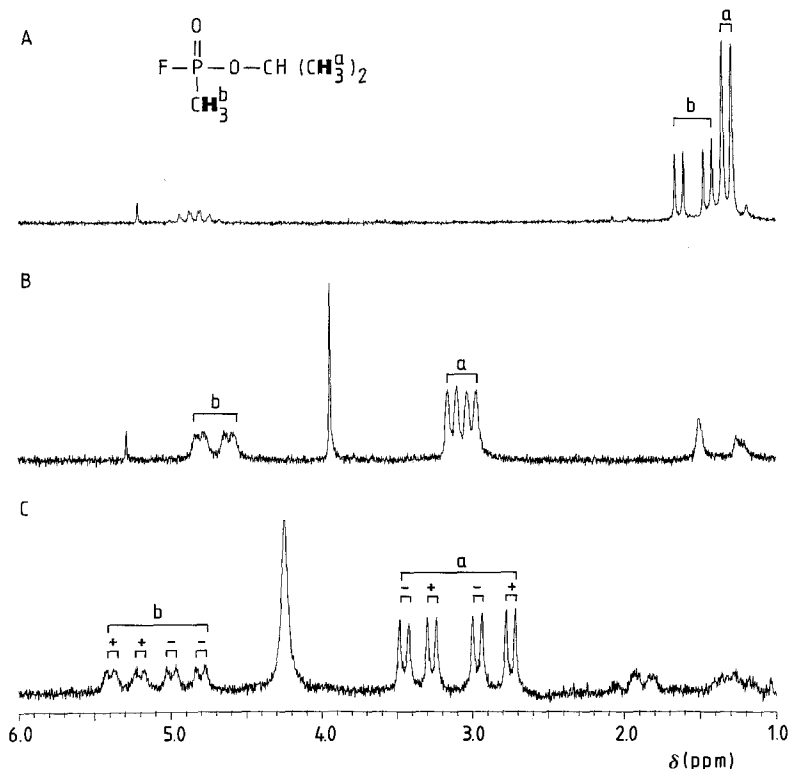 A
O
F—P—O—CH(CH₃ᵃ)₂
CH₃ᵇ
b
a
B
b
a
C
b
+ + - -
a
- + - +
6.0 5.0 4.0 3.0 2.0 1.0
δ(ppm)